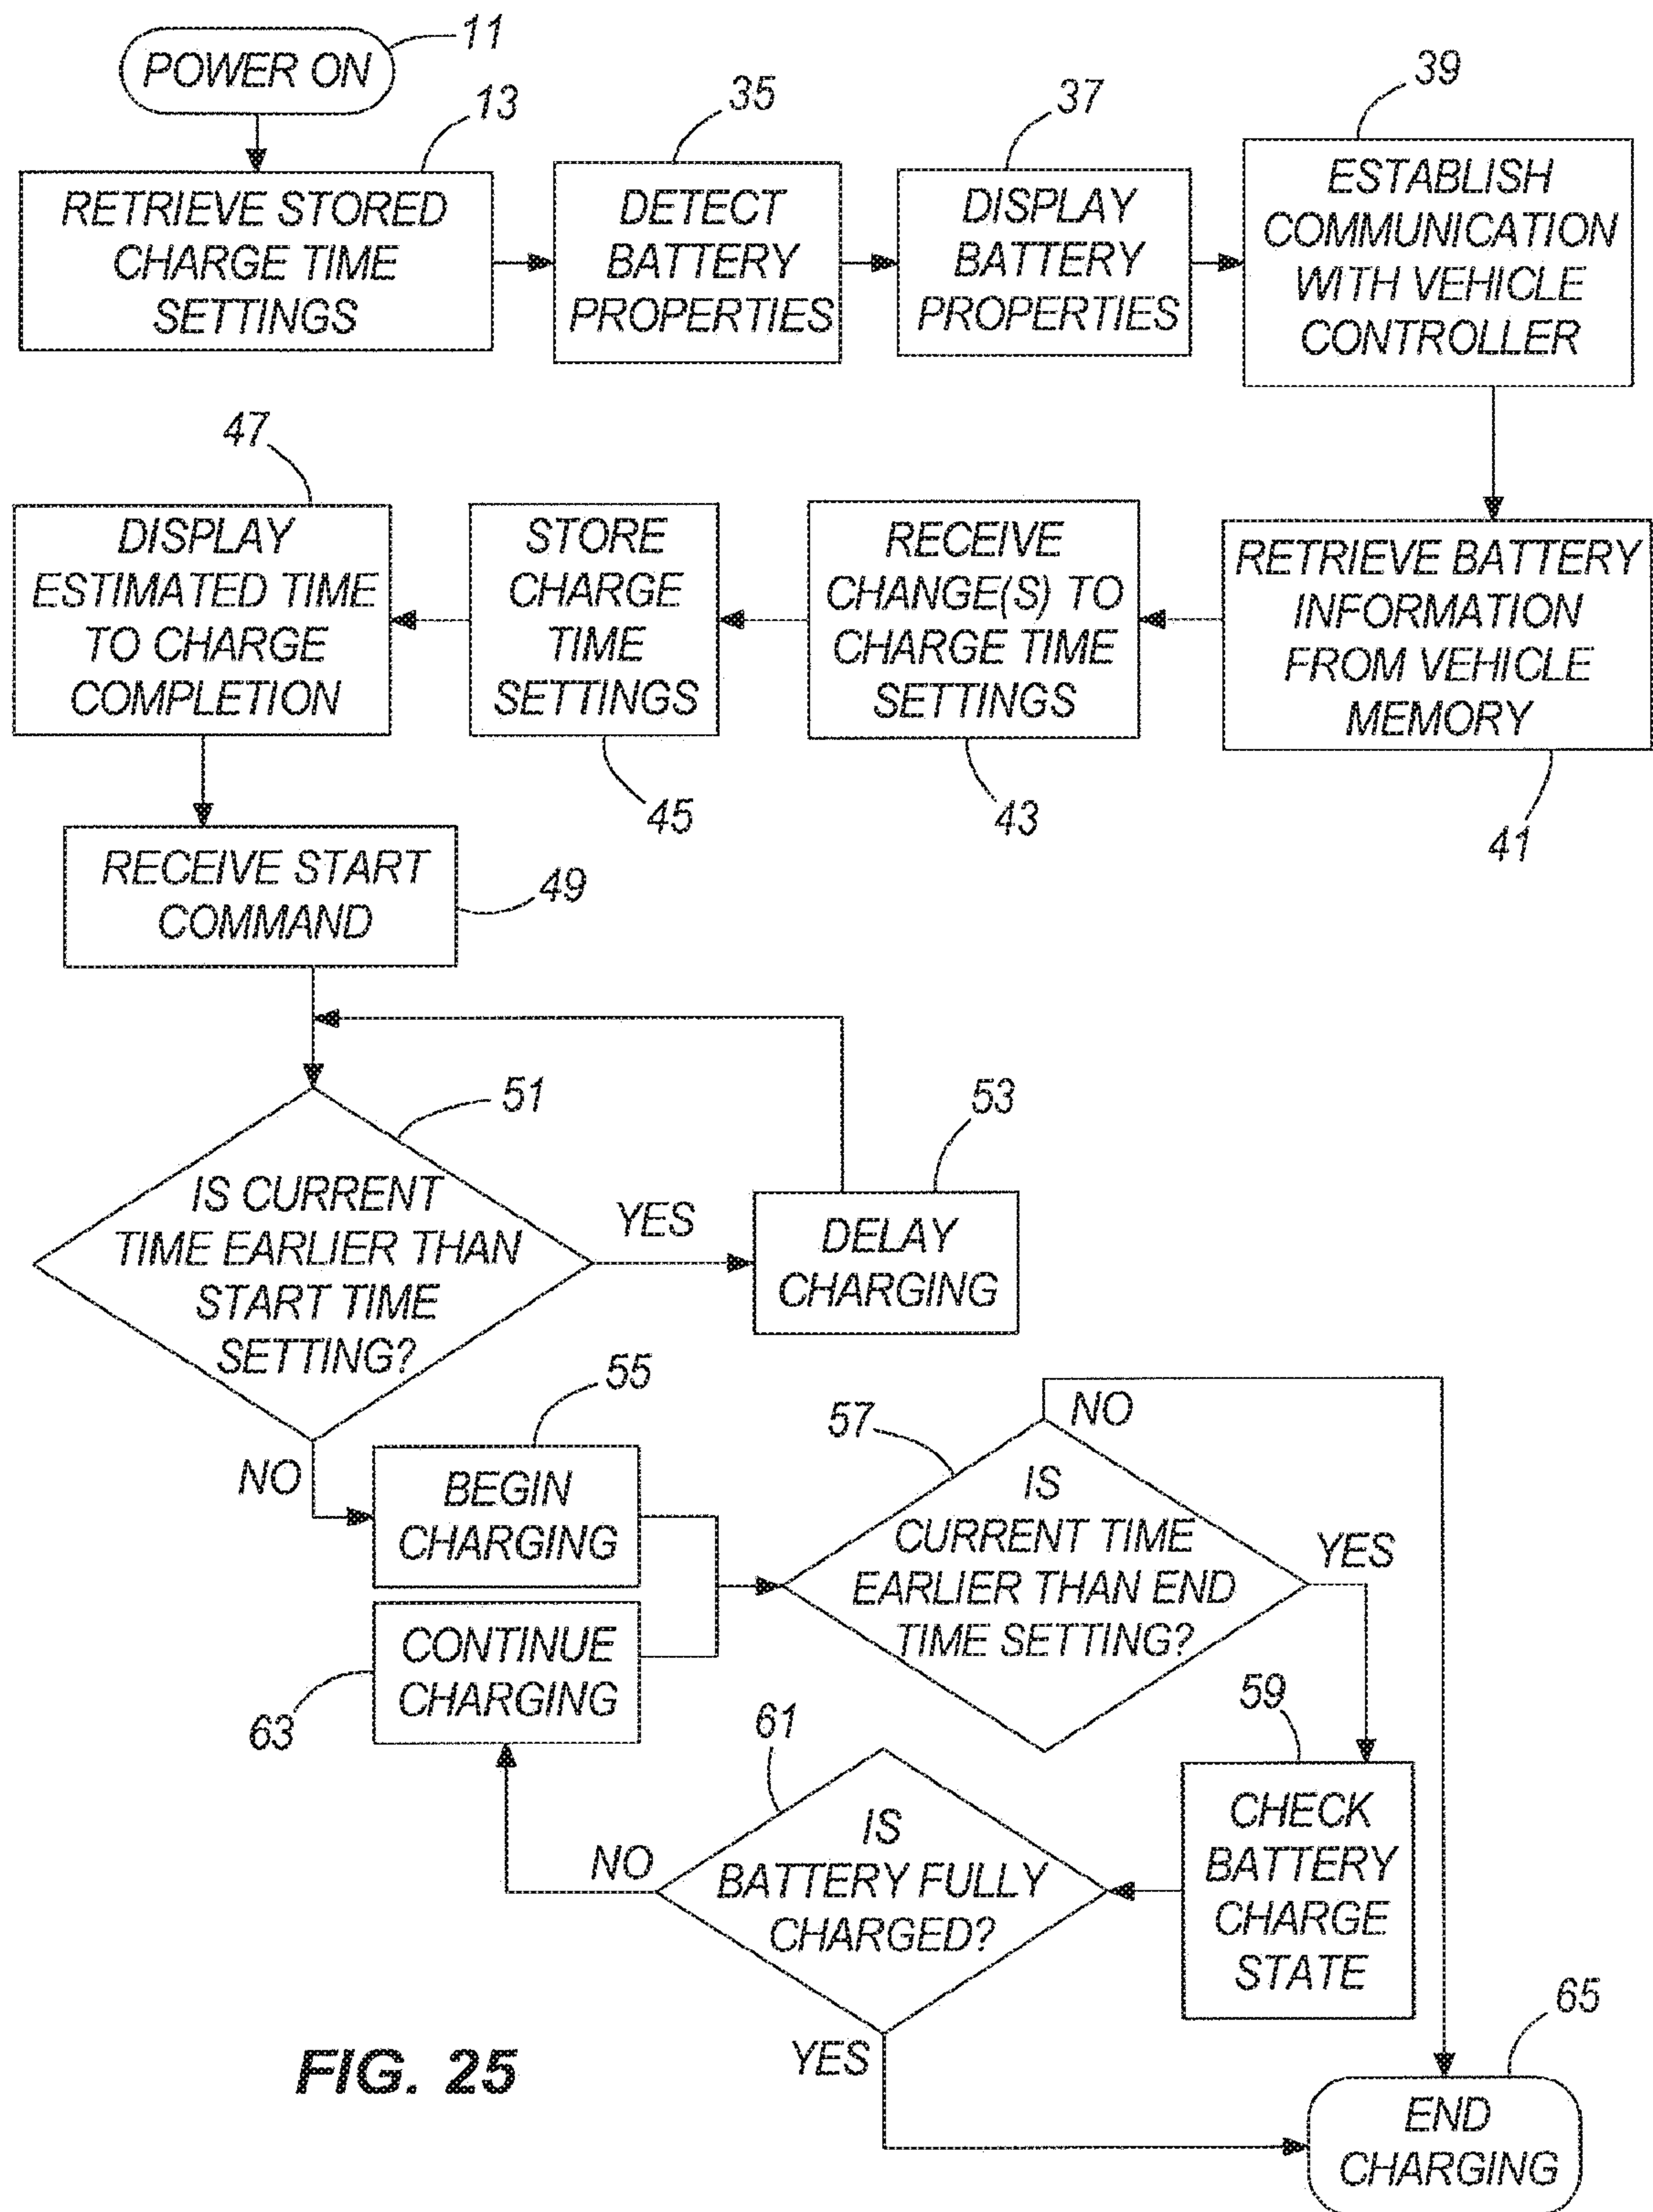 POWER ON
11
13
RETRIEVE STORED
CHARGE TIME
SETTINGS
35
DETECT
BATTERY
PROPERTIES
37
DISPLAY
BATTERY
PROPERTIES
39
ESTABLISH
COMMUNICATION
WITH VEHICLE
CONTROLLER
47
DISPLAY
ESTIMATED TIME
TO CHARGE
COMPLETION
STORE
CHARGE
TIME
SETTINGS
45
RECEIVE
CHANGE(S) TO
CHARGE TIME
SETTINGS
43
RETRIEVE BATTERY
INFORMATION
FROM VEHICLE
MEMORY
41
RECEIVE START
COMMAND
49
51
IS CURRENT
TIME EARLIER THAN
START TIME
SETTING?
YES
53
DELAY
CHARGING
NO
55
BEGIN
CHARGING
CONTINUE
CHARGING
63
57
NO
IS
CURRENT TIME
EARLIER THAN END
TIME SETTING?
YES
59
CHECK
BATTERY
CHARGE
STATE
61
IS
BATTERY FULLY
CHARGED?
NO
YES
65
END
CHARGING
FIG. 25